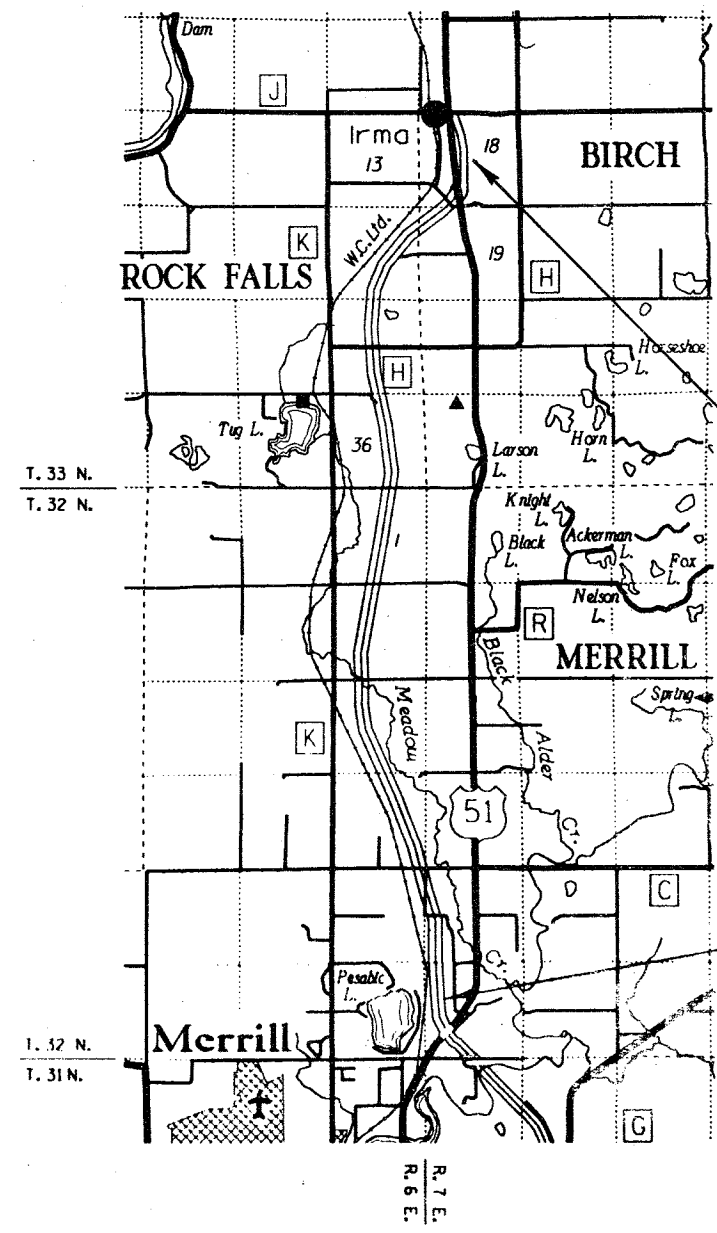 Dam
J
Irma
13
18
BIRCH
W.C.Ltd.
K
19
ROCK FALLS
H
Horseshoe
L.
H
Tug L.
36
Horn
L.
Larson
L.
T. 33 N.
T. 32 N.
Knight
L.
Black
L.
Ackerman
L.
Fox
L.
1
Nelson
L.
R
Black
MERRILL
Meadow
Spring
L.
K
Alder
51
Cr.
C
Cr.
Pesabic
L.
T. 32 N.
Merrill
T. 31 N.
G
R. 7 E.
R. 6 E.